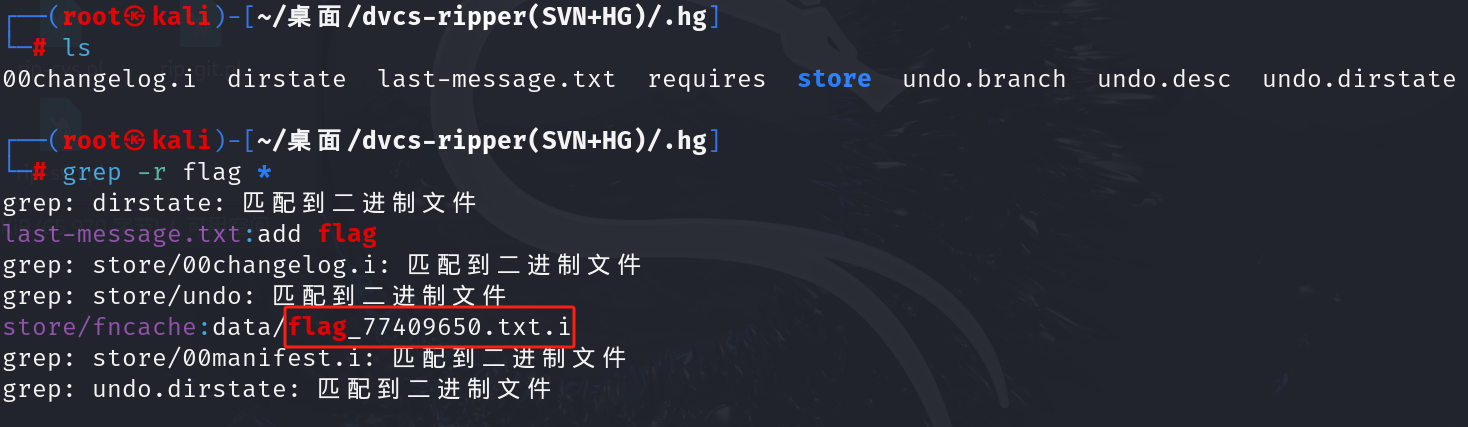 ┌──(root㉿kali)-[~/桌面/dvcs-ripper(SVN+HG)/.hg]
└─# ls
00changelog.i  dirstate  last-message.txt  requires  store  undo.branch  undo.desc  undo.dirstate
┌──(root㉿kali)-[~/桌面/dvcs-ripper(SVN+HG)/.hg]
└─# grep -r flag *
grep: dirstate: 匹配到二进制文件
last-message.txt:add flag
grep: store/00changelog.i: 匹配到二进制文件
grep: store/undo: 匹配到二进制文件
store/fncache:data/flag_77409650.txt.i
grep: store/00manifest.i: 匹配到二进制文件
grep: undo.dirstate: 匹配到二进制文件